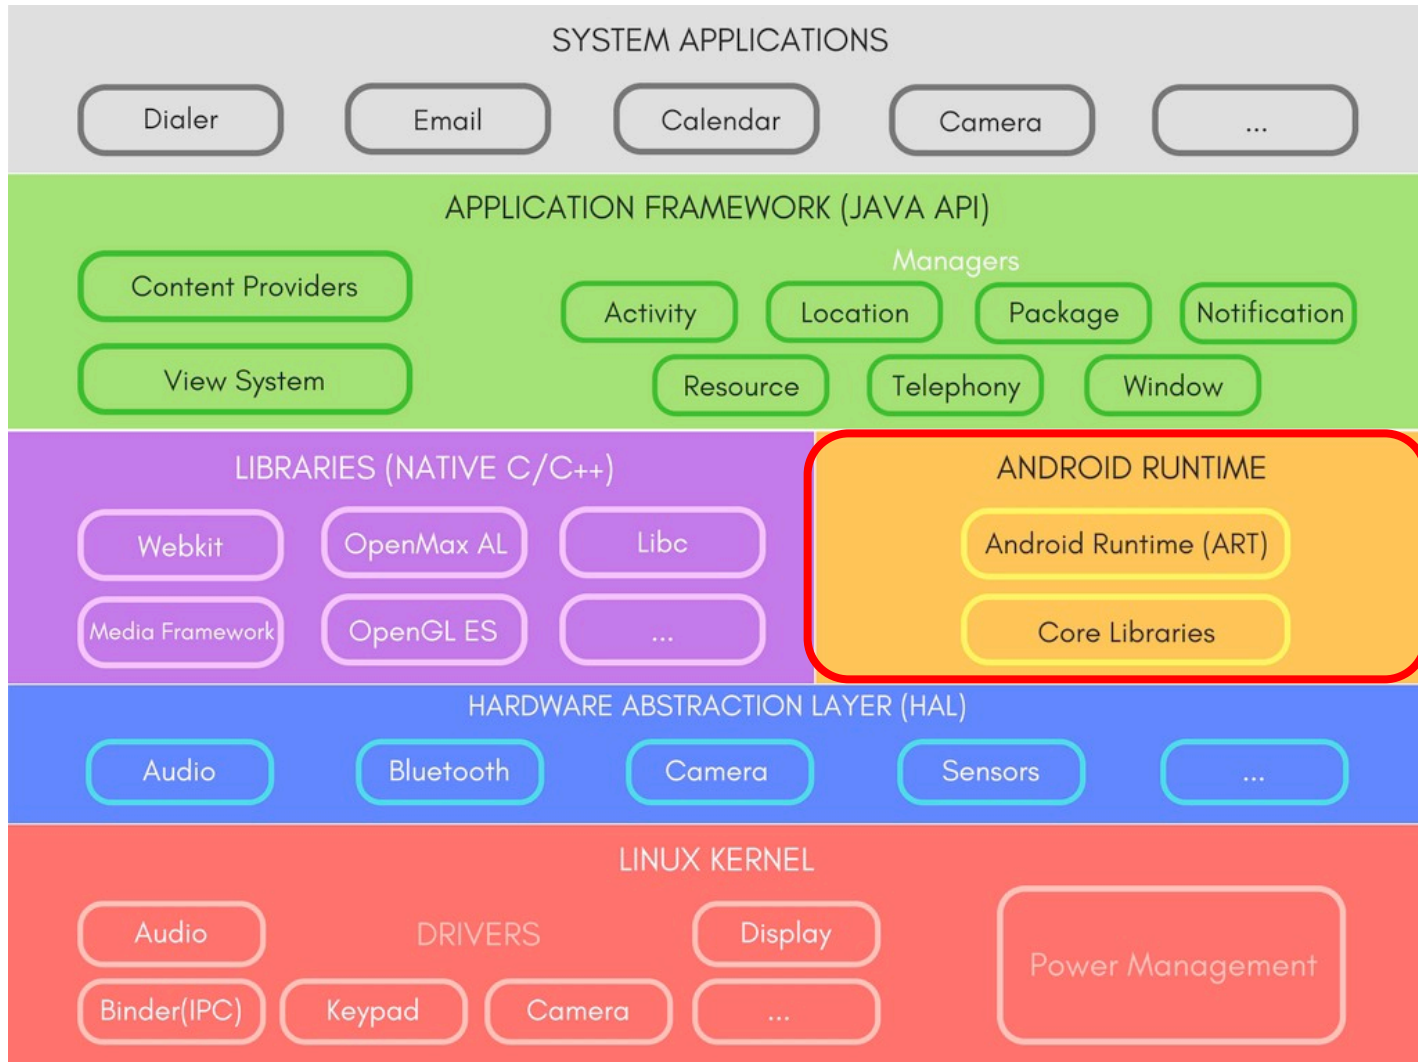 SYSTEM APPLICATIONS
Dialer
Email
Calendar
Camera
...
APPLICATION FRAMEWORK (JAVA API)
Content Providers
View System
Managers
Activity
Location
Package
Notification
Resource
Telephony
Window
LIBRARIES (NATIVE C/C++)
Webkit
OpenMax AL
Libc
Media Framework
OpenGL ES
...
ANDROID RUNTIME
Android Runtime (ART)
Core Libraries
HARDWARE ABSTRACTION LAYER (HAL)
Audio
Bluetooth
Camera
Sensors
...
LINUX KERNEL
Audio
DRIVERS
Display
Binder(IPC)
Keypad
Camera
...
Power Management